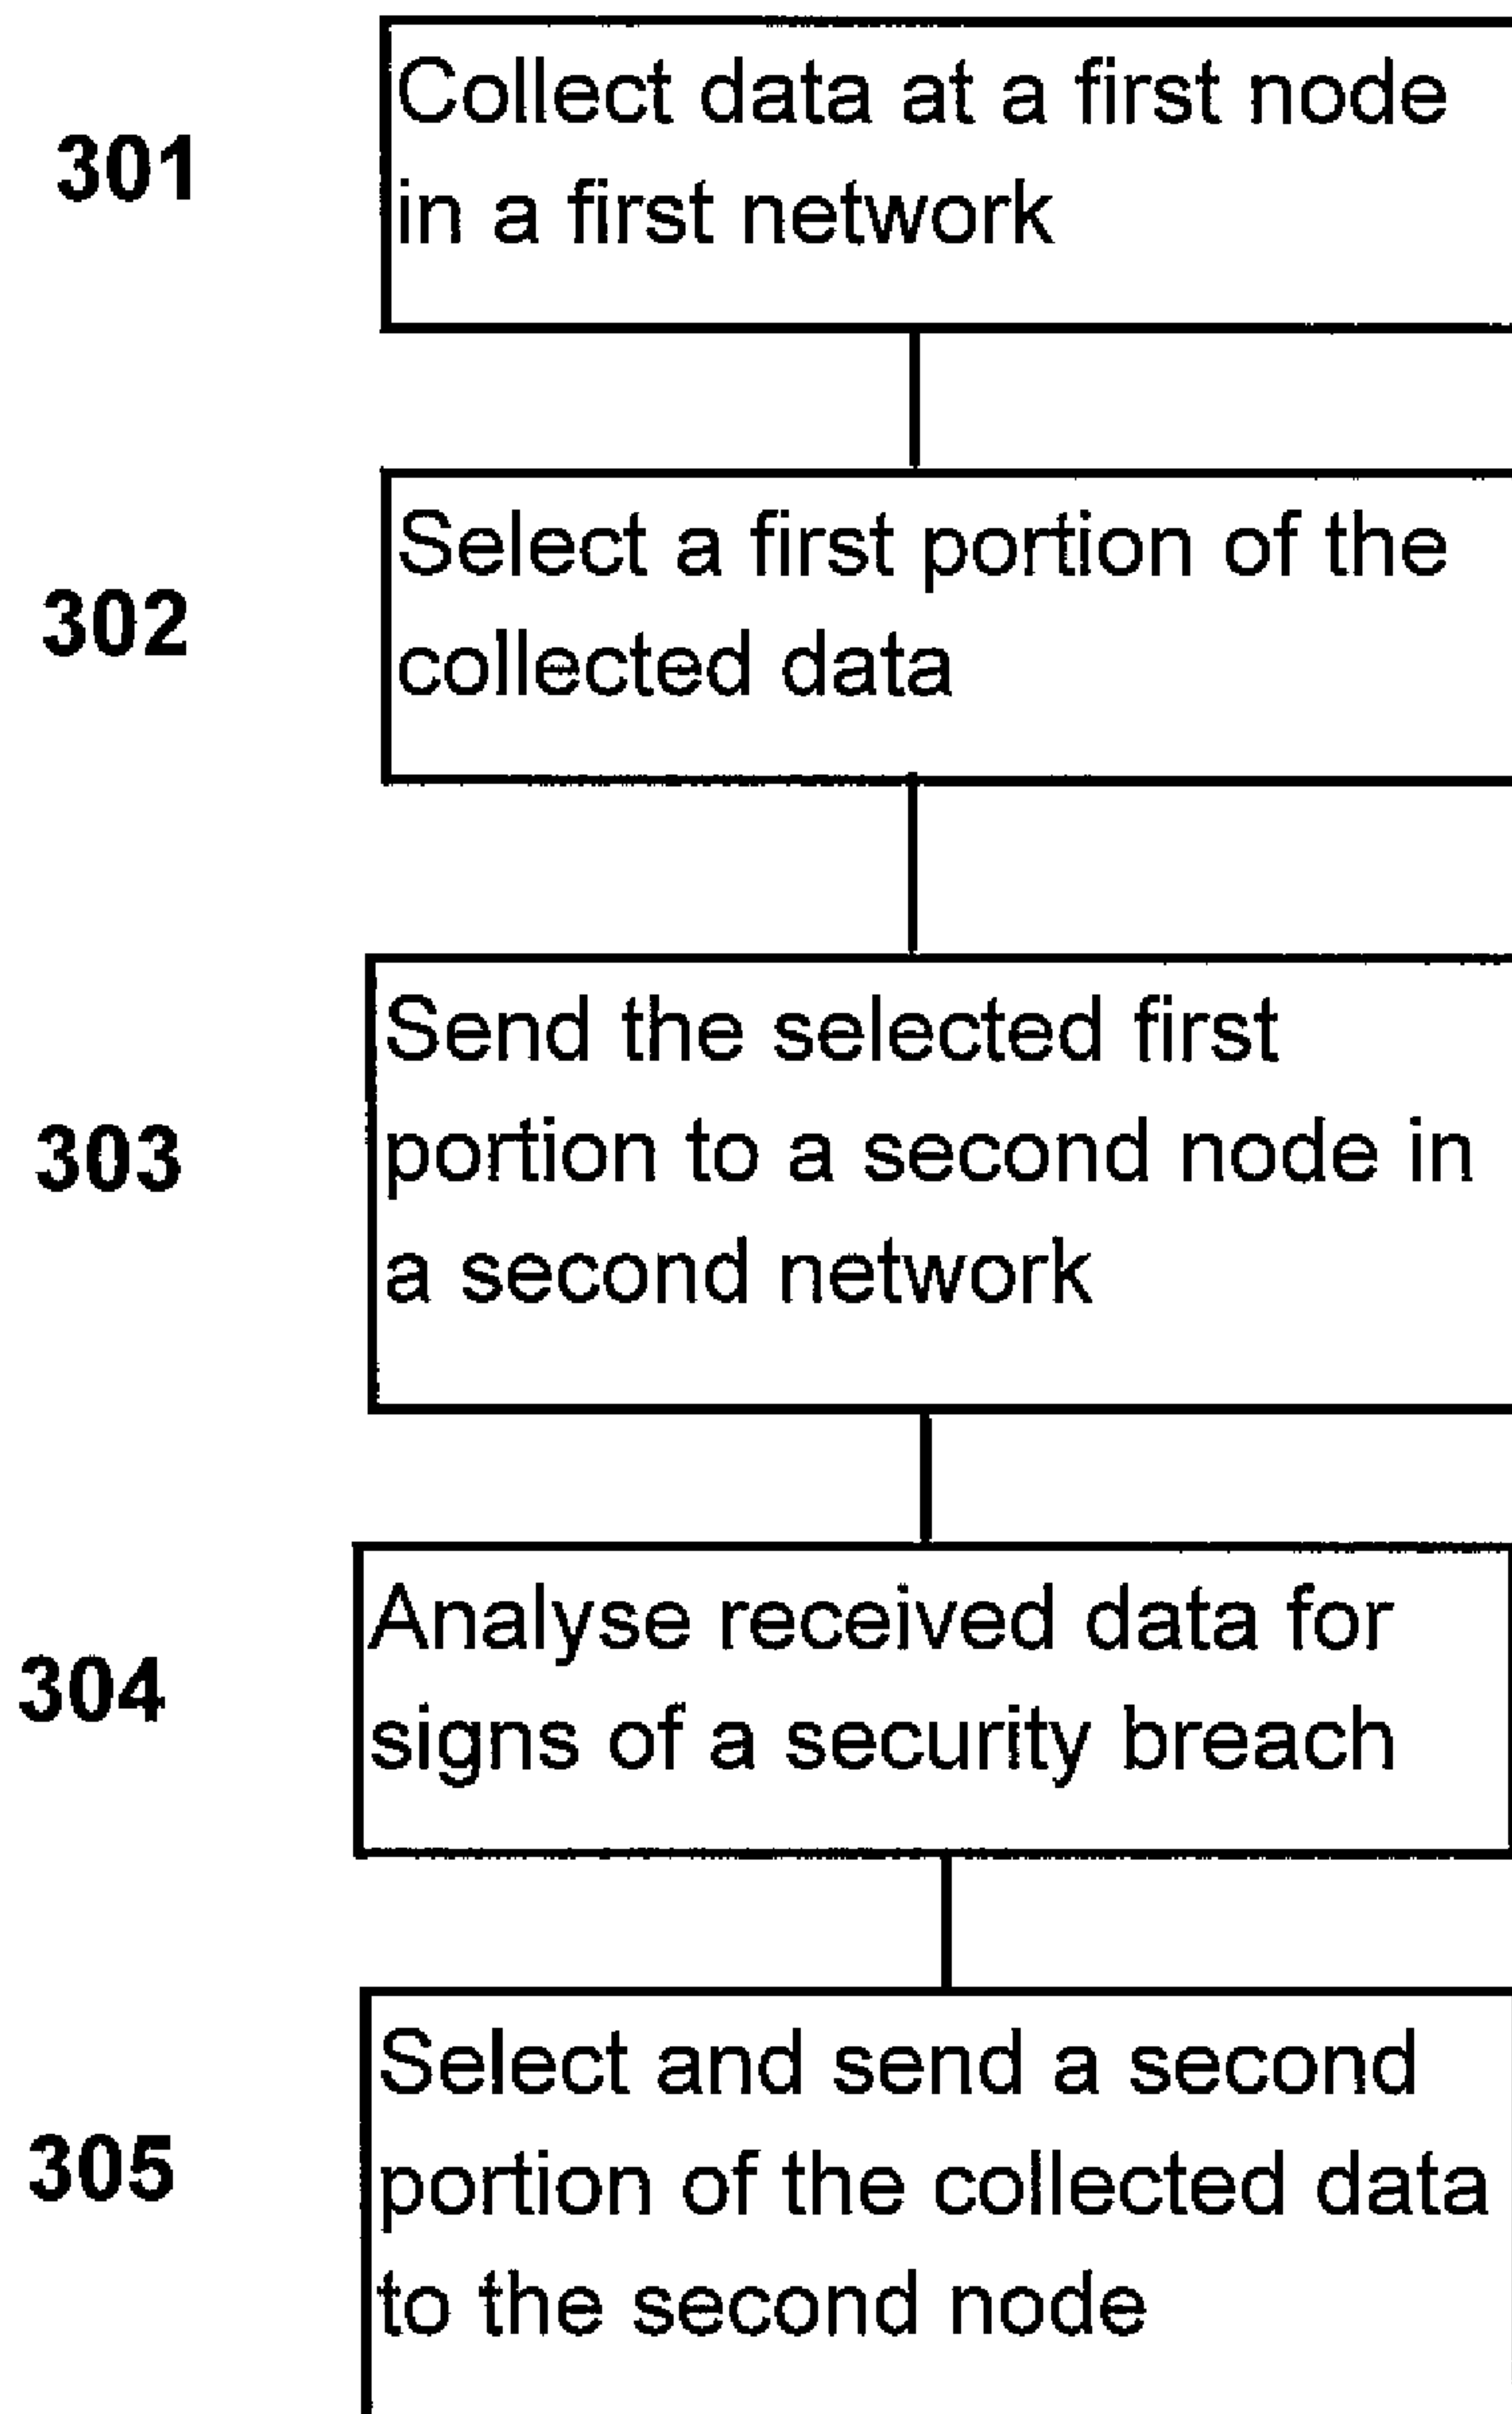 301
Collect data at a first node
in a first network
302
Select a first portion of the
collected data
303
Send the selected first
portion to a second node in
a second network
304
Analyse received data for
signs of a security breach
305
Select and send a second
portion of the collected data
to the second node